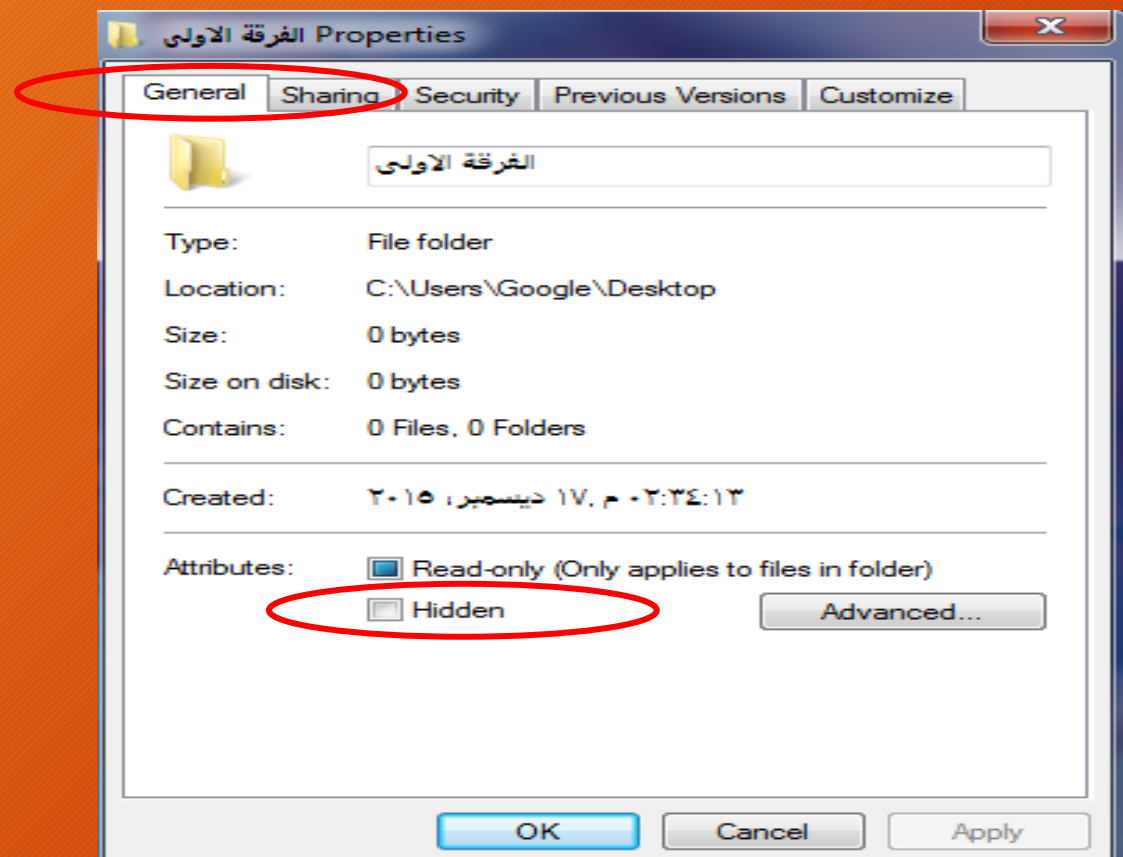 الفرقة الاولى Properties
General Sharing Security Previous Versions Customize
الفرقة الاولى
Type: File folder
Location: C:\Users\Google\Desktop
Size: 0 bytes
Size on disk: 0 bytes
Contains: 0 Files, 0 Folders
Created: ١٧ ديسمبر، ٢٠١٥, ٠٢:٣٤:١٣ م
Attributes: Read-only (Only applies to files in folder)
Hidden Advanced...
OK Cancel Apply